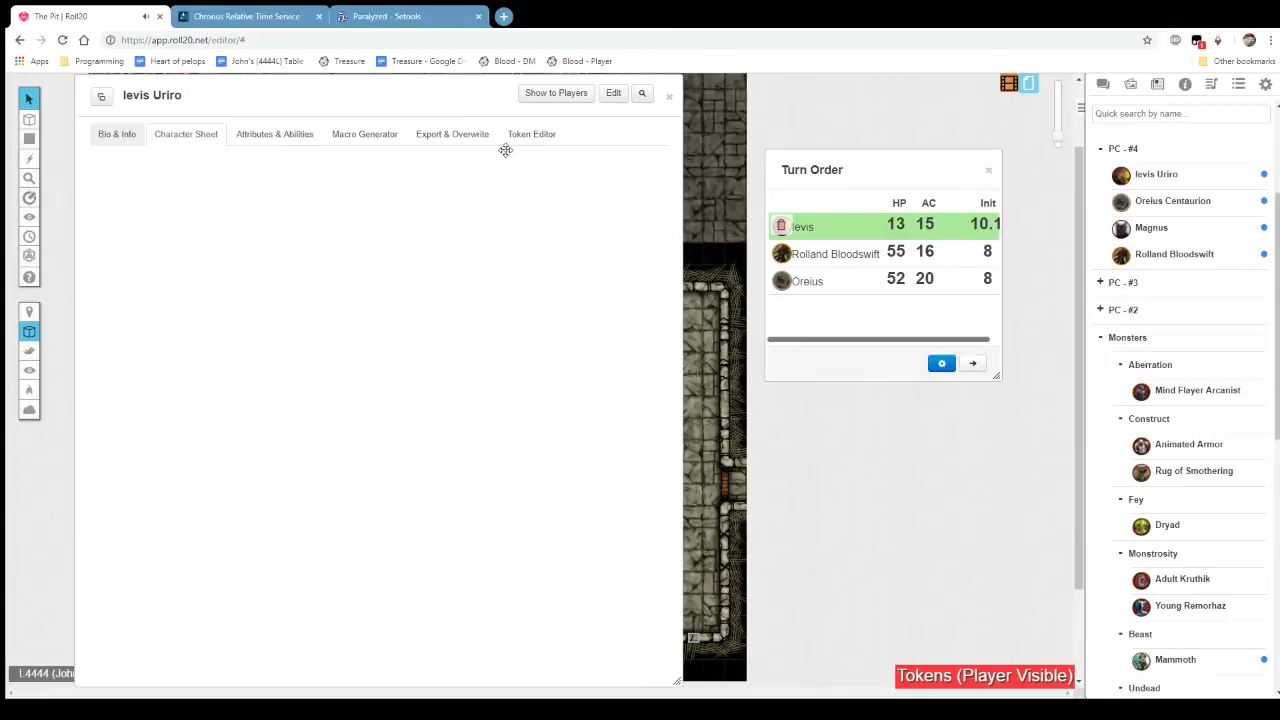 The Pit | Roll20
Chronus Relative Time Service
Paralyzed - 5etools
https://app.roll20.net/editor/#
Apps
Programming
Heart of pelops
John's (4444L) Table
Treasure
Treasure - Google D
Blood - DM
Blood - Player
Other bookmarks
Ievis Uriro
Show to Players
Edit
Bio & Info
Character Sheet
Attributes & Abilities
Macro Generator
Export & Overwite
Token Editor
Turn Order
HP AC Init
Ievis 13 15 10.1
Rolland Bloodswift 55 16 8
Oreius 52 20 8
Quick search by name...
- PC - #4
Ievis Uriro
Oreius Centaurion
Magnus
Rolland Bloodswift
+ PC - #3
+ PC - #2
- Monsters
- Aberration
Mind Flayer Arcanist
- Construct
Animated Armor
Rug of Smothering
- Fey
Dryad
- Monstrosity
Adult Kruthik
Young Remorhaz
- Beast
Mammoth
- Undead
L4444 (Joh
Tokens (Player Visible)